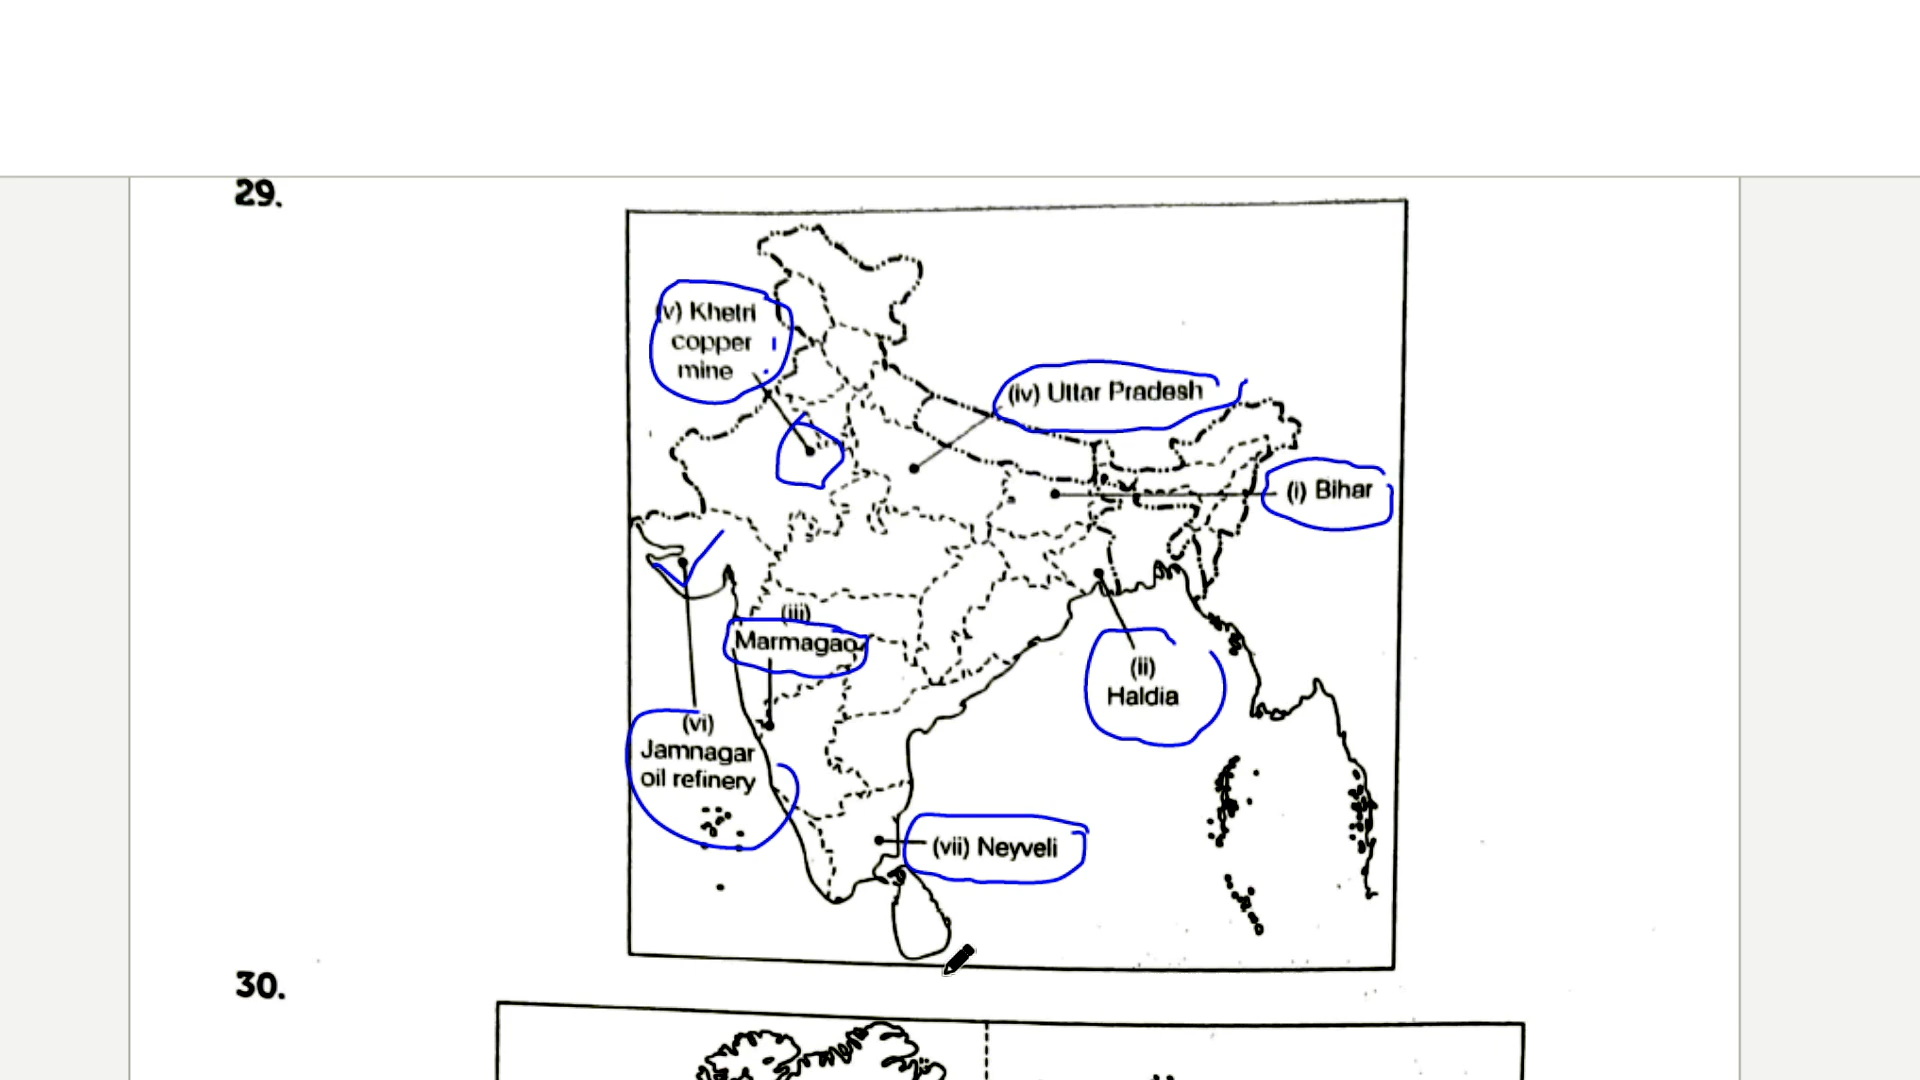 29.
(v) Khetri
copper
mine
(iv) Uttar Pradesh
(i) Bihar
(iii)
Marmagao
(ii)
Haldia
(vi)
Jamnagar
oil refinery
(vii) Neyveli
30.